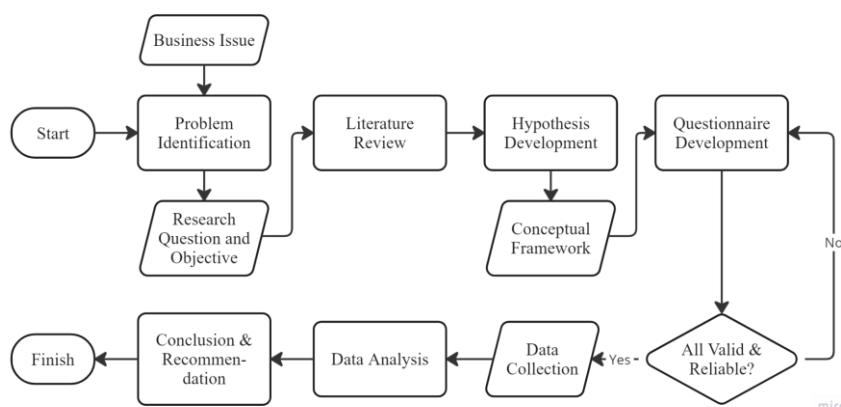 Business Issue
Start
Problem
Identification
Literature
Review
Hypothesis
Development
Questionnaire
Development
Research
Question and
Objective
Conceptual
Framework
No
Finish
Conclusion &
Recommen-
dation
Data Analysis
Data
Collection
Yes
All Valid &
Reliable?